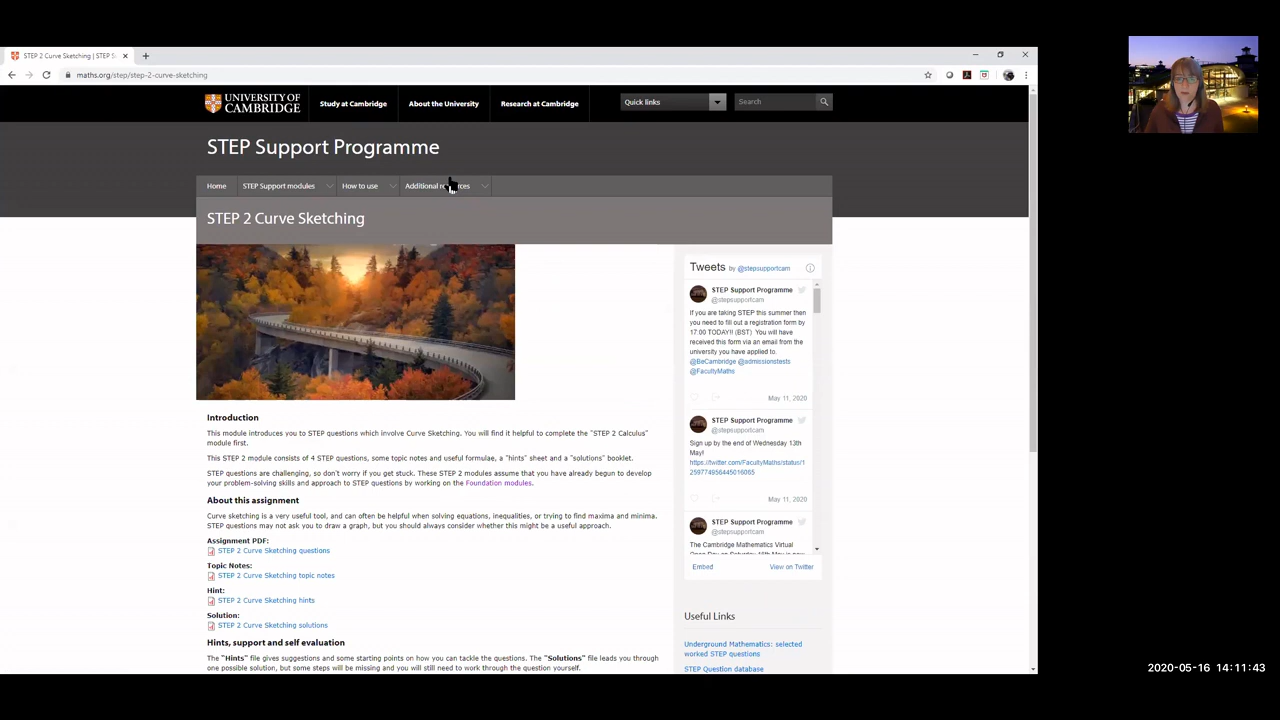 STEP 2 Curve Sketching | STEP S
maths.org/step/step-2-curve-sketching
UNIVERSITY OF
CAMBRIDGE
Study at Cambridge
About the University
Research at Cambridge
Quick links
Search
STEP Support Programme
Home
STEP Support modules
How to use
Additional
STEP 2 Curve Sketching
Introduction
This module introduces you to STEP questions which involve Curve Sketching. You will find it helpful to complete the "STEP 2 Calculus"
module first.
This STEP 2 module consists of 4 STEP questions, some topic notes and useful formulae, a "hints" sheet and a "solutions" booklet.
STEP questions are challenging, so don't worry if you get stuck. These STEP 2 modules assume that you have already begun to develop
your problem-solving skills and approach to STEP questions by working on the Foundation modules.
About this assignment
Curve sketching is a very useful tool, and can often be helpful when solving equations, inequalities, or trying to find maxima and minima.
STEP questions may not ask you to draw a graph, but you should always consider whether this might be a useful approach.
Assignment PDF:
STEP 2 Curve Sketching questions
Topic Notes:
STEP 2 Curve Sketching topic notes
Hint:
STEP 2 Curve Sketching hints
Solution:
STEP 2 Curve Sketching solutions
Hints, support and self evaluation
The "Hints" file gives suggestions and some starting points on how you can tackle the questions. The "Solutions" file leads you through
one possible solution, but some steps will be missing and you will still need to work through the question yourself.
Tweets by @stepsupportcam
STEP Support Programme
@stepsupportcam
If you are taking STEP this summer then
you need to fill out a registration form by
17:00 TODAY!! (BST) You will have
received this form via an email from the
university you have applied to.
@BeCambridge @admissionstests
@FacultyMaths
May 11, 2020
STEP Support Programme
@stepsupportcam
Sign up by the end of Wednesday 13th
May!
https://twitter.com/FacultyMaths/status/1
259774956445016065
May 11, 2020
STEP Support Programme
@stepsupportcam
The Cambridge Mathematics Virtual
Embed
View on Twitter
Useful Links
Underground Mathematics: selected
worked STEP questions
STEP Question database
2020-05-16 14:11:43